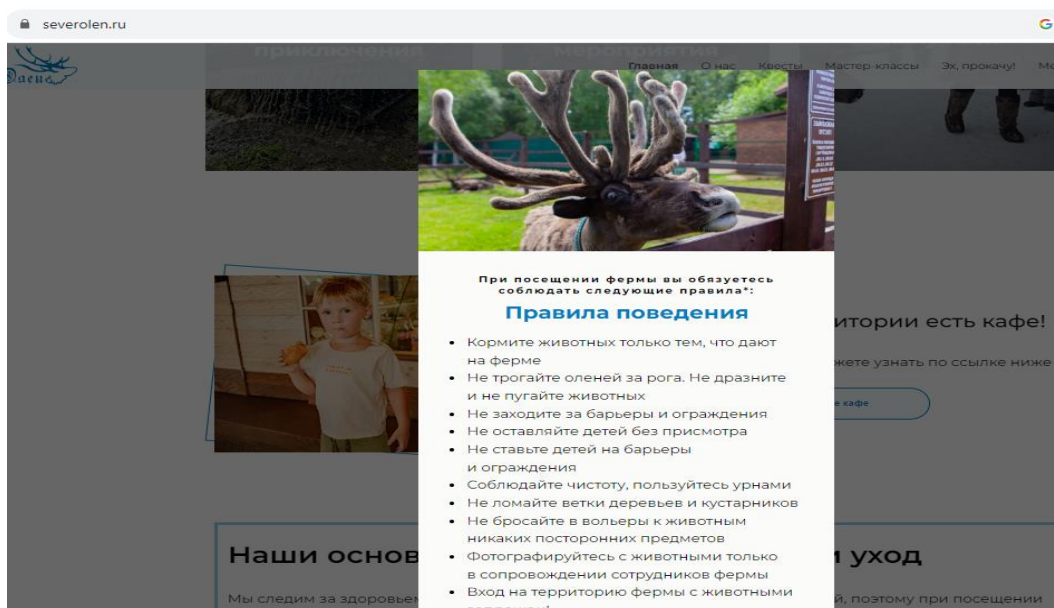 severolen.ru
приключения
мероприятия
Главная О нас Квесты Мастер-классы Эх, прокачу!
При посещении фермы вы обязуетесь
соблюдать следующие правила*:
Правила поведения
• Кормите животных только тем, что дают
на ферме
• Не трогайте оленей за рога. Не дразните
и не пугайте животных
• Не заходите за барьеры и ограждения
• Не оставляйте детей без присмотра
• Не ставьте детей на барьеры
и ограждения
• Соблюдайте чистоту, пользуйтесь урнами
• Не ломайте ветки деревьев и кустарников
• Не бросайте в вольеры к животным
никаких посторонних предметов
• Фотографируйтесь с животными только
в сопровождении сотрудников фермы
• Вход на территорию фермы с животными
итории есть кафе!
жете узнать по ссылке ниже
е кафе
Наши основ
и уход
Мы следим за здоровьем
й, поэтому при посещении